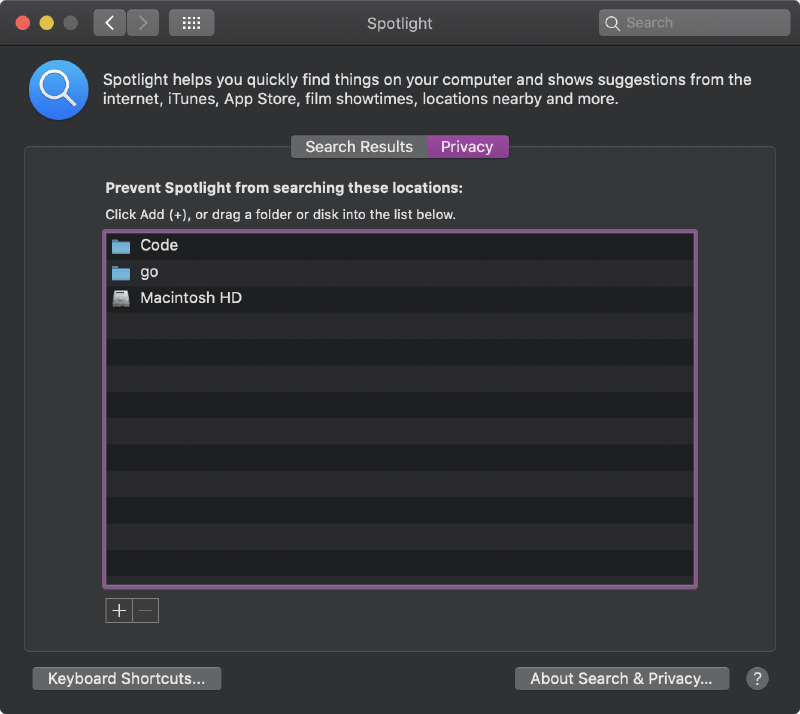 Spotlight
Search
Spotlight helps you quickly find things on your computer and shows suggestions from the
internet, iTunes, App Store, film showtimes, locations nearby and more.
Search Results
Privacy
Prevent Spotlight from searching these locations:
Click Add (+), or drag a folder or disk into the list below.
Code
go
Macintosh HD
+ —
Keyboard Shortcuts...
About Search & Privacy...
?